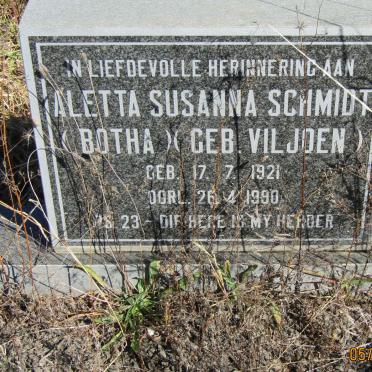 IN LIEFDEVOLLE HERINNERING AAN
ALETTA SUSANNA SCHMIDT
(BOTHA) (GEB. VILJOEN)
GEB. 17.7.1921
OORL. 26.4.1990
PS. 23 - DIE HERE IS MY HERDER
05/